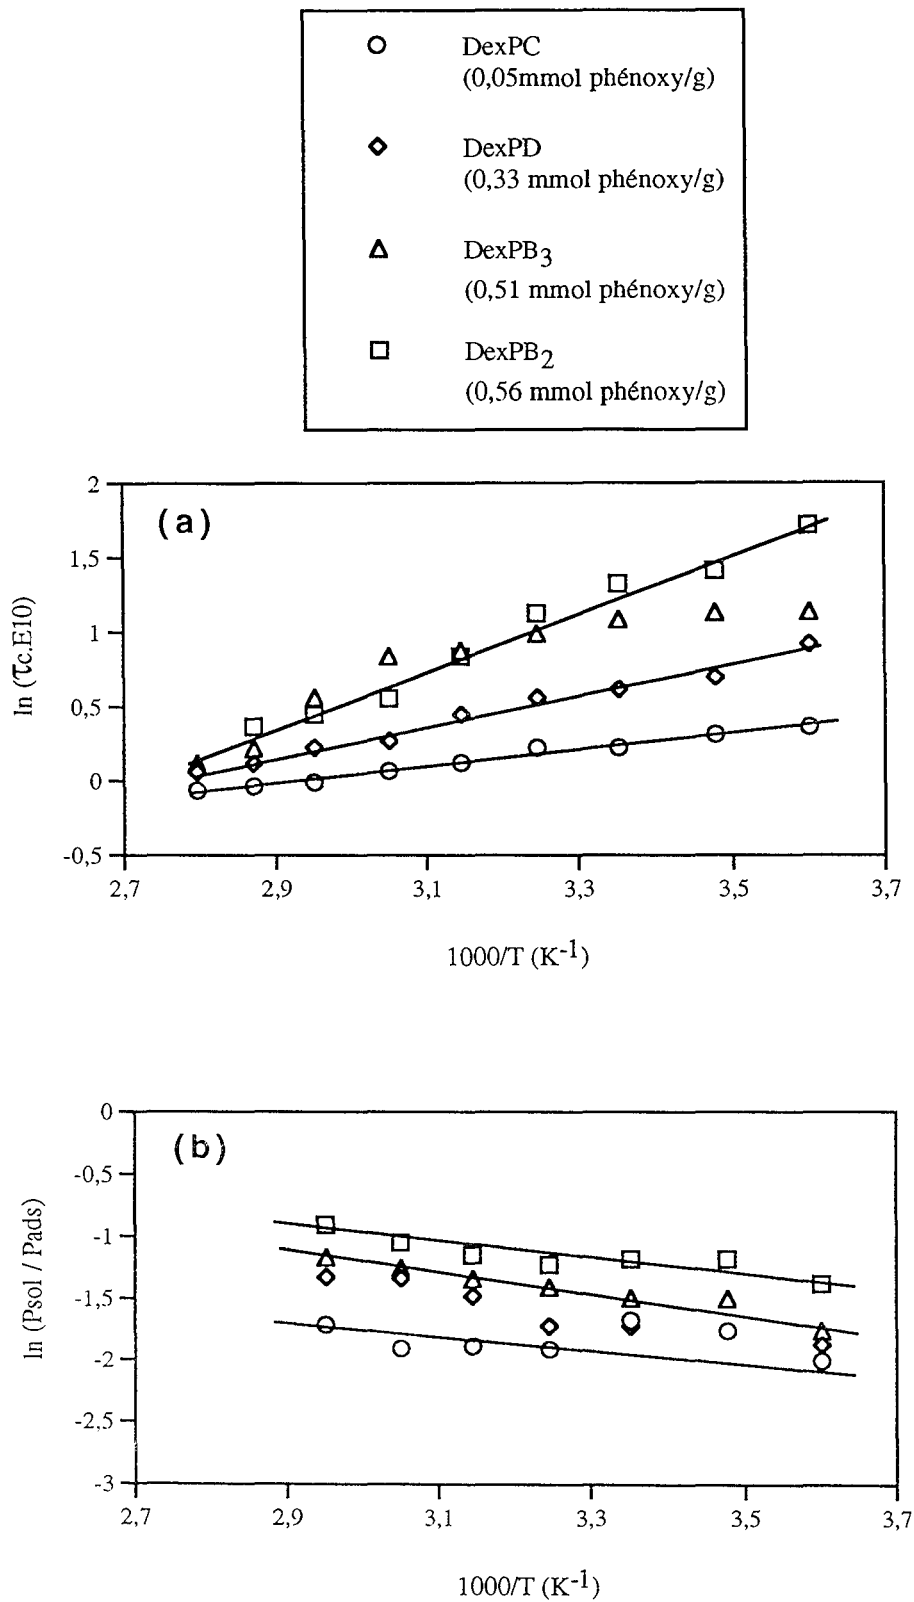 DexPC
(0,05mmol phénoxy/g)
DexPD
(0,33 mmol phénoxy/g)
DexPB3
(0,51 mmol phénoxy/g)
DexPB2
(0,56 mmol phénoxy/g)
(a)
2
1,5
1
0,5
0
-0,5
ln (τc.E10)
2,7 2,9 3,1 3,3 3,5 3,7
1000/T (K-1)
(b)
0
-0,5
-1
-1,5
-2
-2,5
-3
ln (Psol / Pads)
2,7 2,9 3,1 3,3 3,5 3,7
1000/T (K-1)